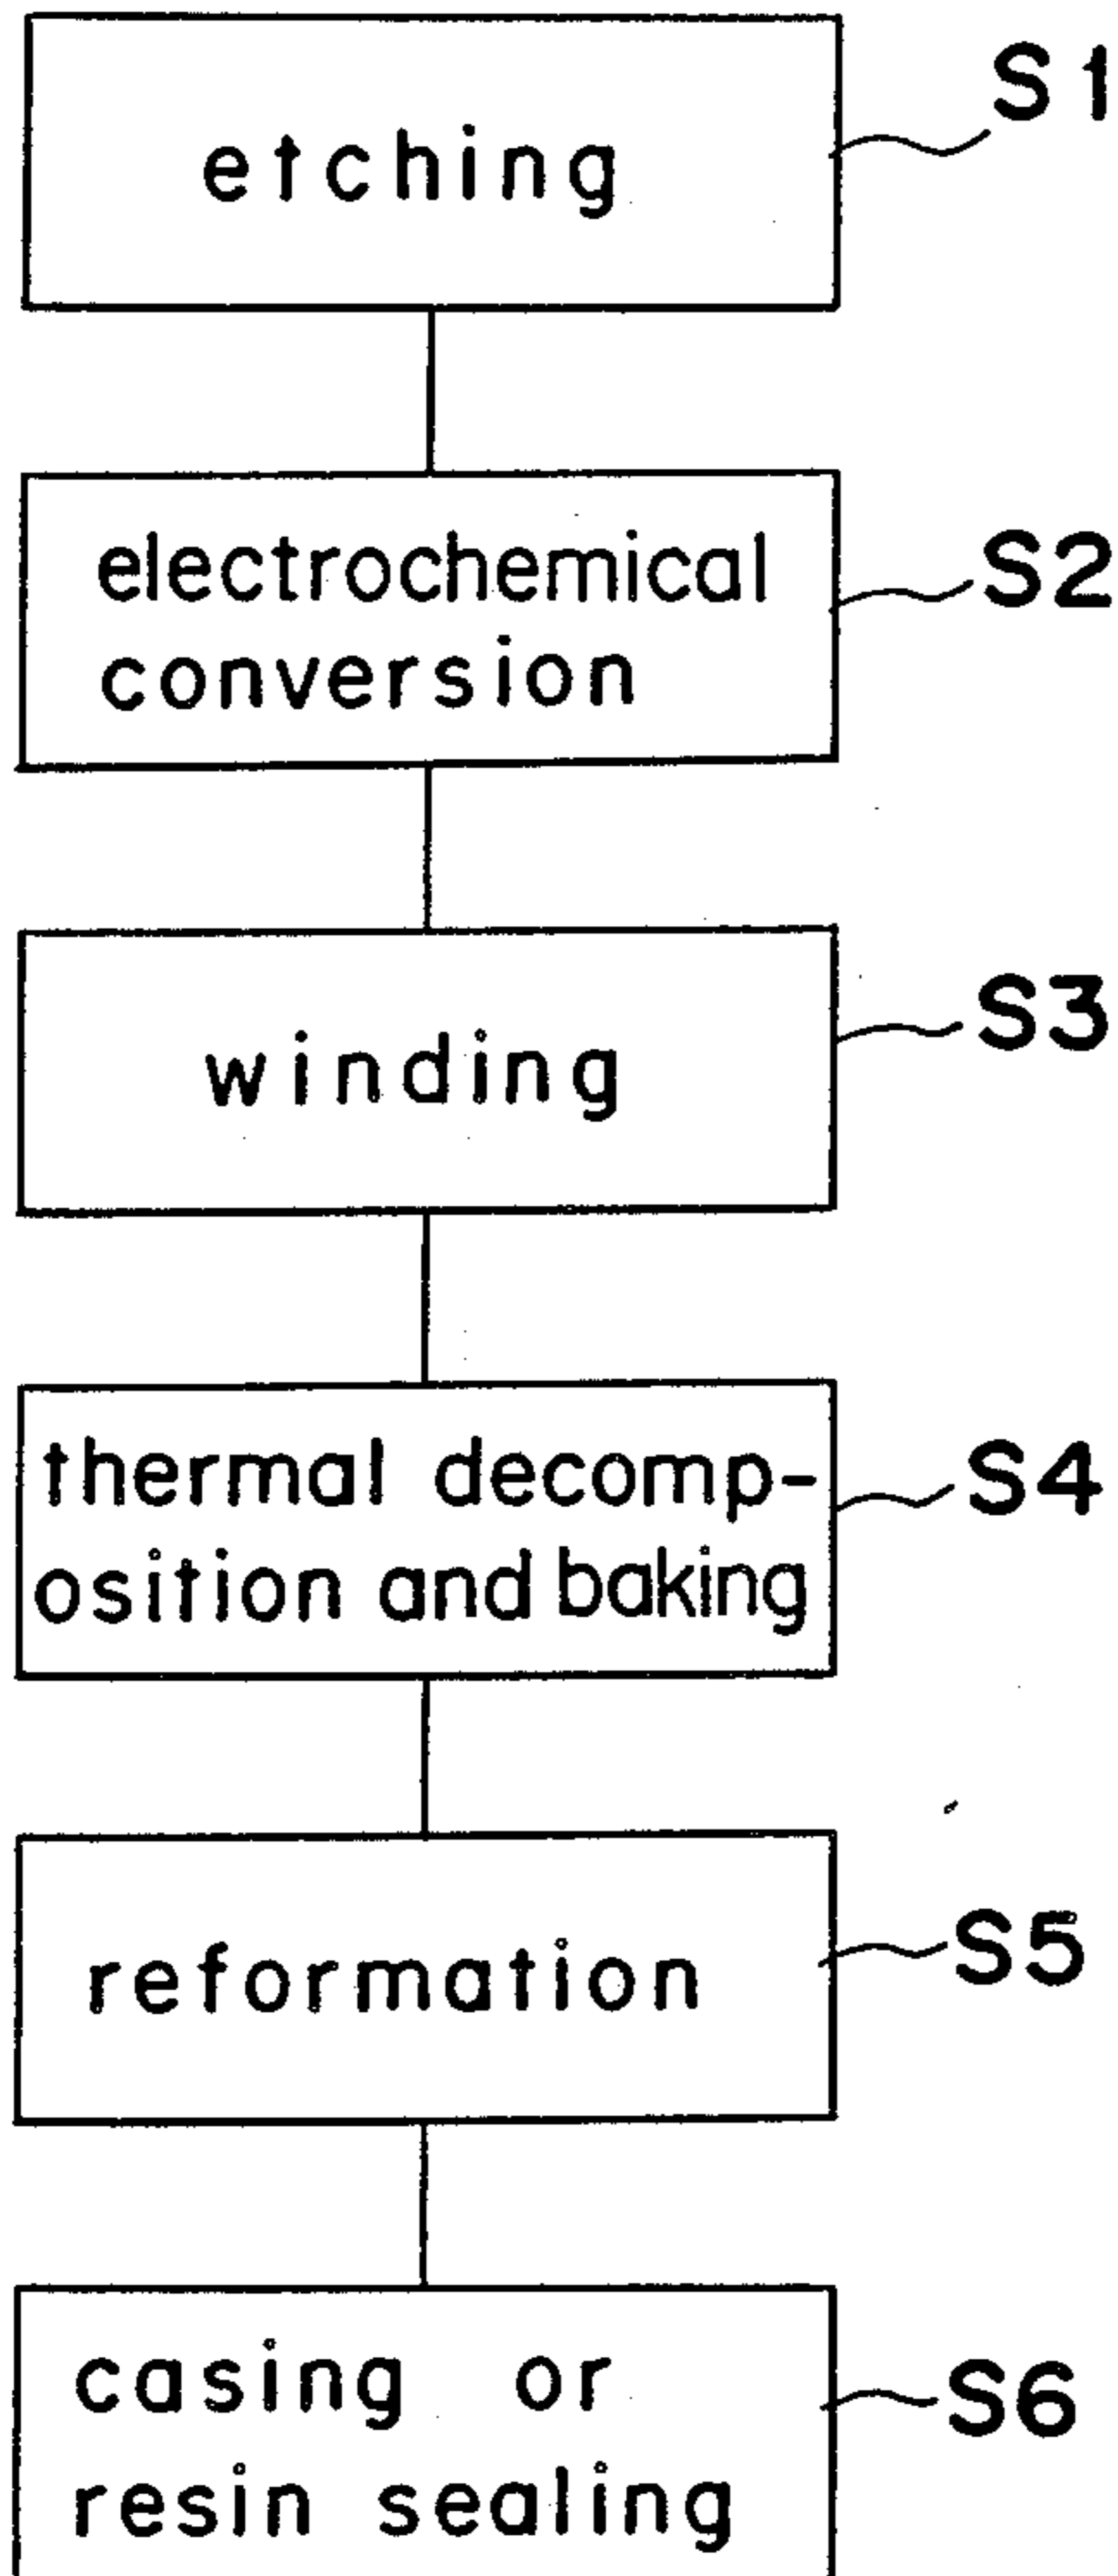 etching
S1
electrochemical
conversion
S2
winding
S3
thermal decomp-
osition and baking
S4
reformation
S5
casing or
resin sealing
S6